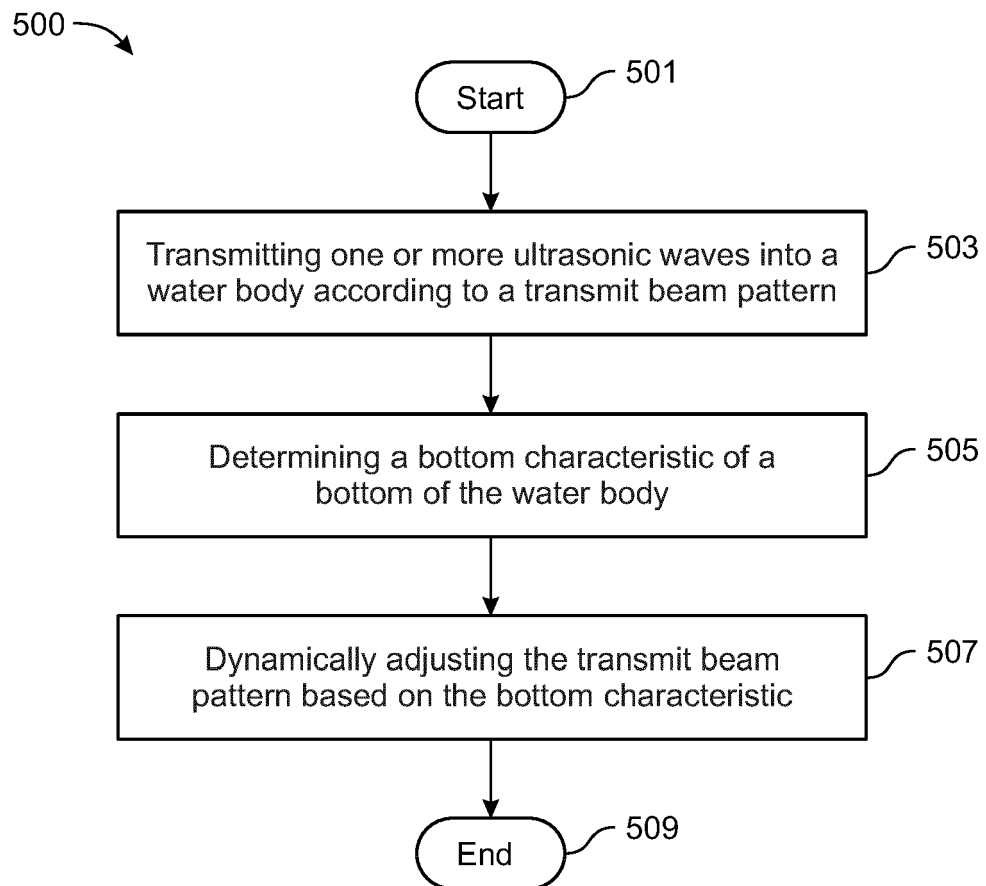 500
Start
501
Transmitting one or more ultrasonic waves into a
water body according to a transmit beam pattern
503
Determining a bottom characteristic of a
bottom of the water body
505
Dynamically adjusting the transmit beam
pattern based on the bottom characteristic
507
End
509